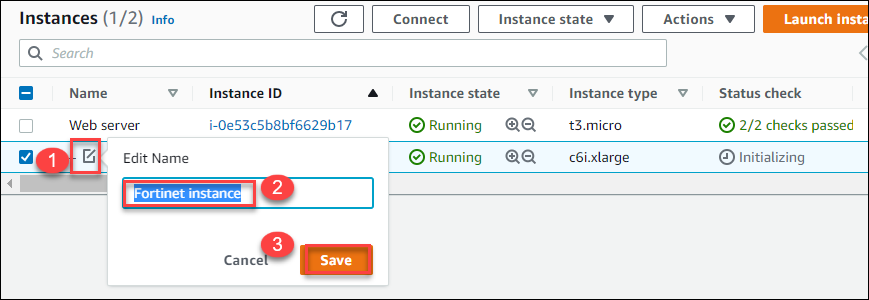 Instances (1/2) Info
Connect
Instance state
Actions
Launch insta
Search
Name Instance ID Instance state Instance type Status check
Web server i-0e53c5b8bf6629b17 Running t3.micro 2/2 checks passed
1 - Running c6i.xlarge Initializing
Edit Name
Fortinet instance 2
3
Cancel Save